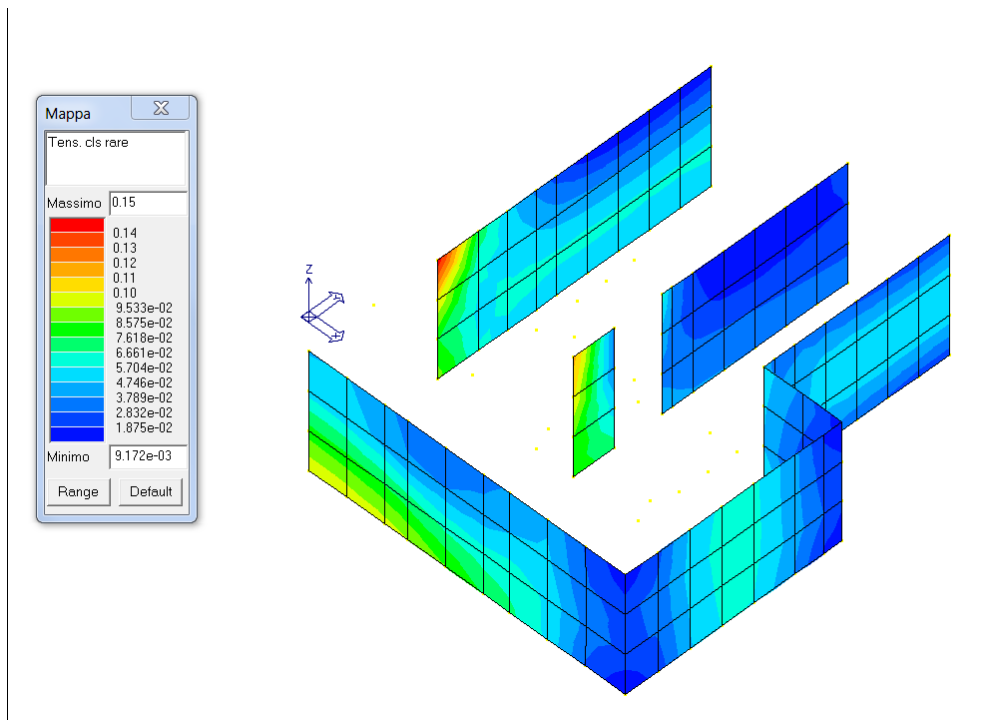 Mappa
Tens. cls rare
Massimo 0.15
0.14
0.13
0.12
0.11
0.10
9.533e-02
8.575e-02
7.618e-02
6.661e-02
5.704e-02
4.746e-02
3.789e-02
2.832e-02
1.875e-02
Minimo 9.172e-03
Range Default
Z